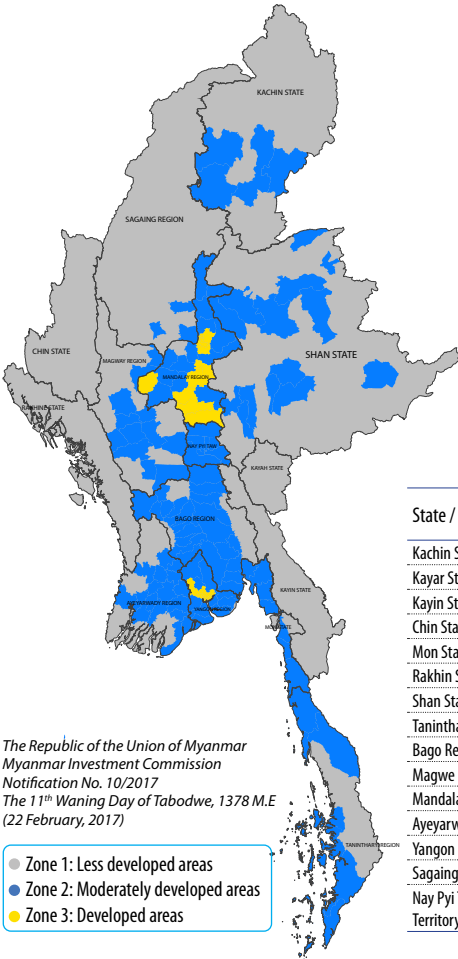 KACHIN STATE
SAGAING REGION
CHIN STATE
MAGWAY REGION
MANDALAY REGION
SHAN STATE
RAKHINE STATE
NAY PYI TAW
KAYAH STATE
BAGO REGION
KAYIN STATE
AYEYARWADY REGION
YANGON REGION
MON STATE
TANINTHARYI REGION
State /
Kachin S
Kayar St
Kayin St
Chin Sta
Mon Sta
Rakhin S
Shan Sta
Tanintha
Bago Re
Magwe
Mandala
Ayeyarw
Yangon
Sagaing
Nay Pyi
Territory
The Republic of the Union of Myanmar
Myanmar Investment Commission
Notification No. 10/2017
The 11th Waning Day of Tabodwe, 1378 M.E
(22 February, 2017)
Zone 1: Less developed areas
Zone 2: Moderately developed areas
Zone 3: Developed areas